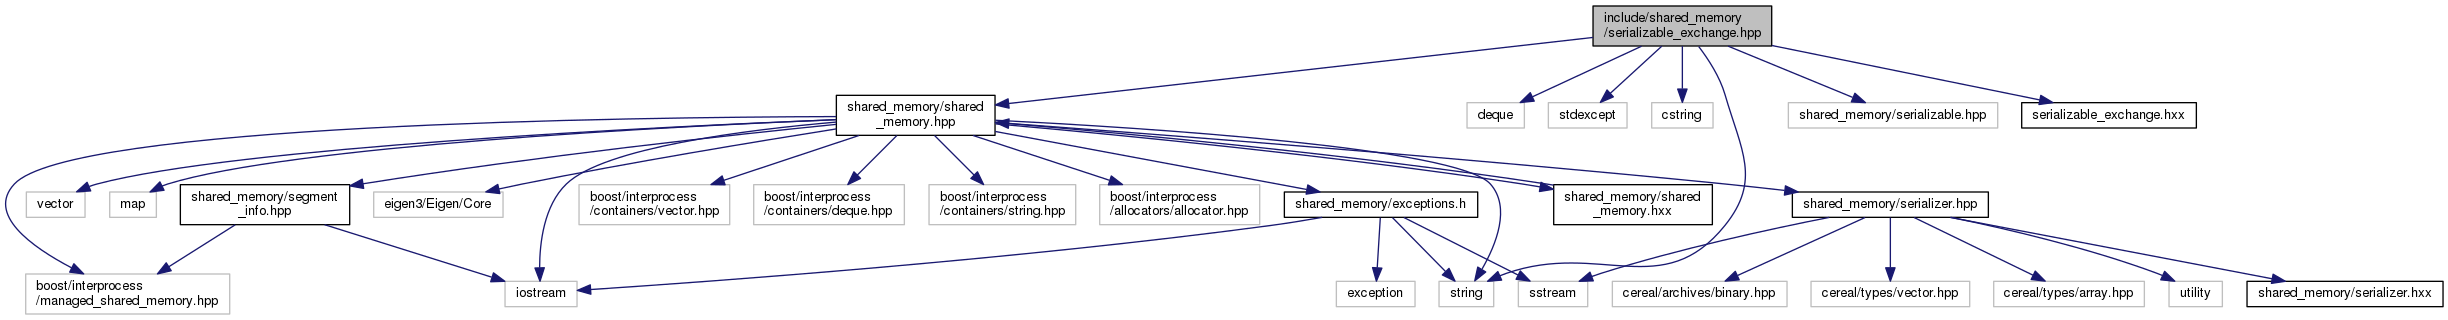 include/shared_memory
/serializable_exchange.hpp
shared_memory/shared
_memory.hpp
deque
stdexcept
cstring
shared_memory/serializable.hpp
serializable_exchange.hxx
vector
map
shared_memory/segment
_info.hpp
eigen3/Eigen/Core
boost/interprocess
/containers/vector.hpp
boost/interprocess
/containers/deque.hpp
boost/interprocess
/containers/string.hpp
boost/interprocess
/allocators/allocator.hpp
shared_memory/exceptions.h
shared_memory/shared
_memory.hxx
shared_memory/serializer.hpp
boost/interprocess
/managed_shared_memory.hpp
iostream
exception
string
sstream
cereal/archives/binary.hpp
cereal/types/vector.hpp
cereal/types/array.hpp
utility
shared_memory/serializer.hxx